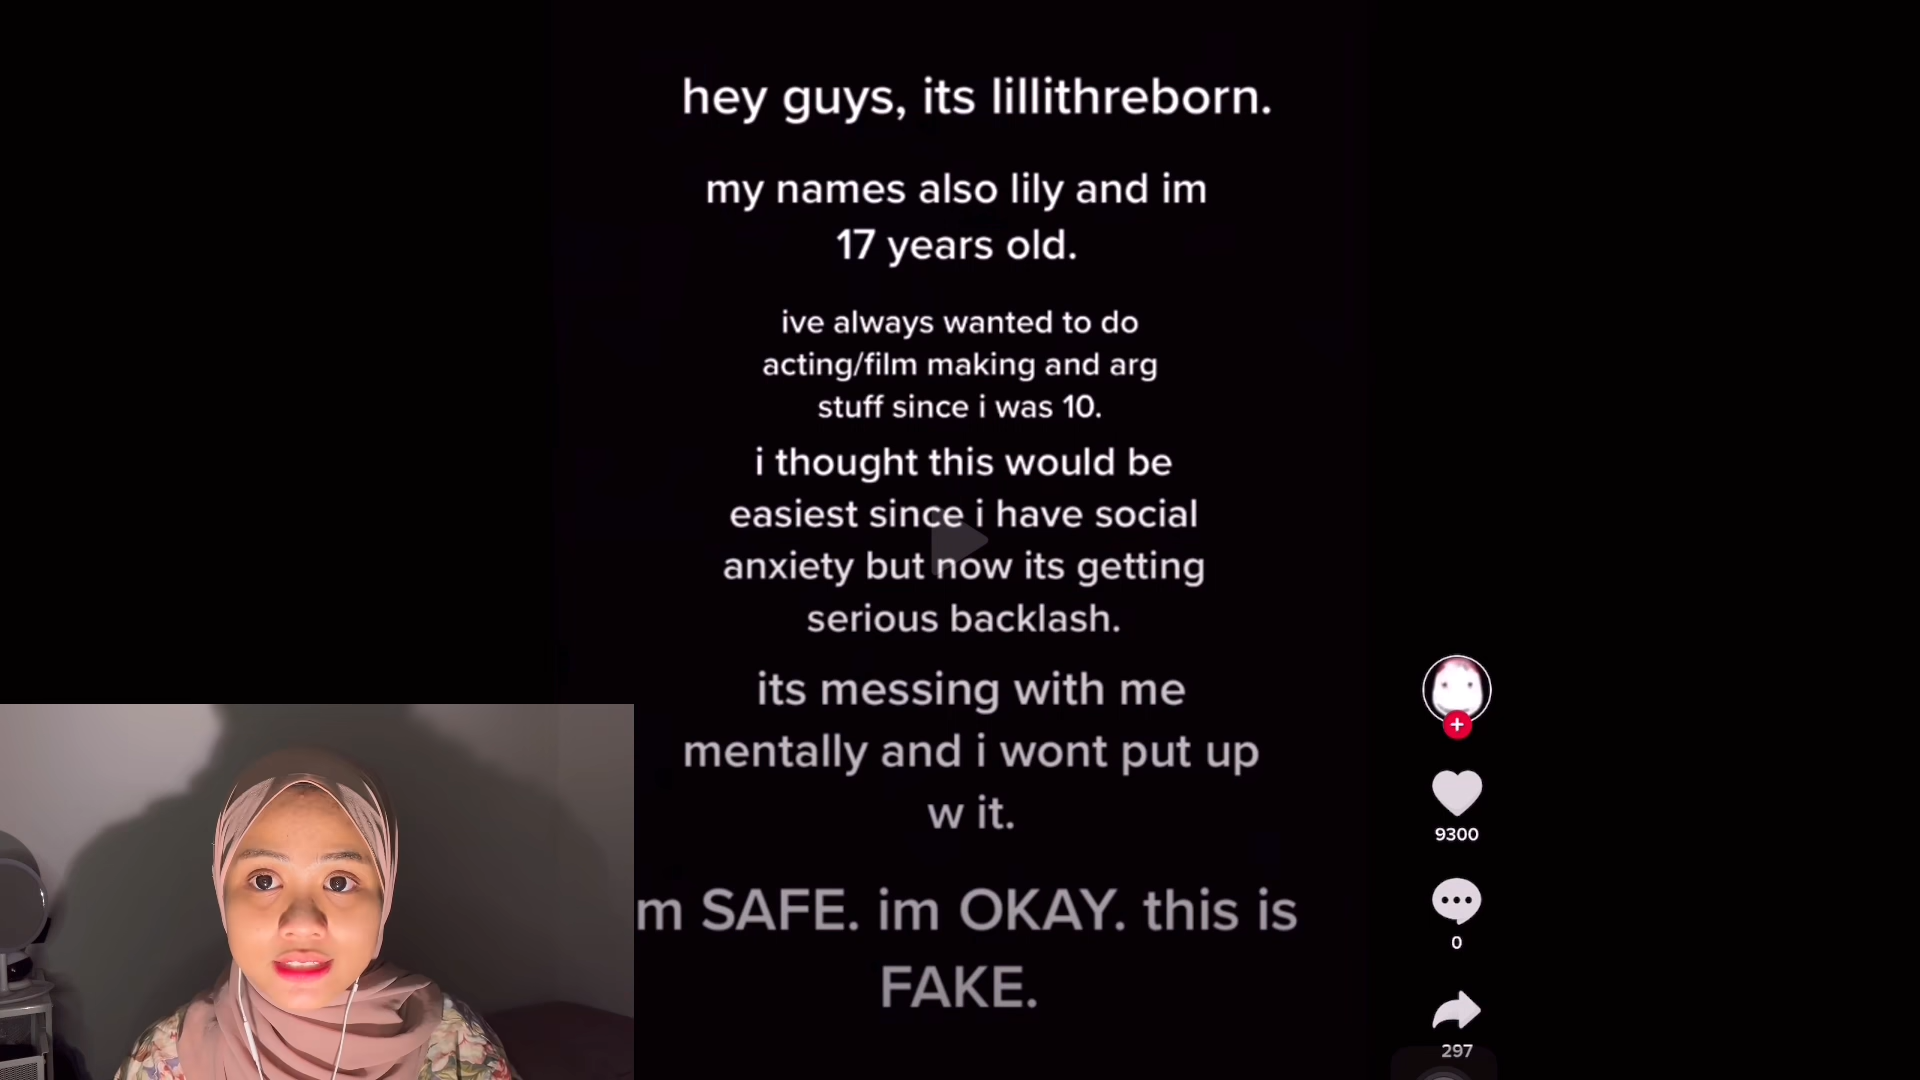 hey guys, its lillithreborn.
my names also lily and im
17 years old.
ive always wanted to do
acting/film making and arg
stuff since i was 10.
i thought this would be
easiest since i have social
anxiety but now its getting
serious backlash.
its messing with me
mentally and i wont put up
w it.
m SAFE. im OKAY. this is
FAKE.
9300
0
297